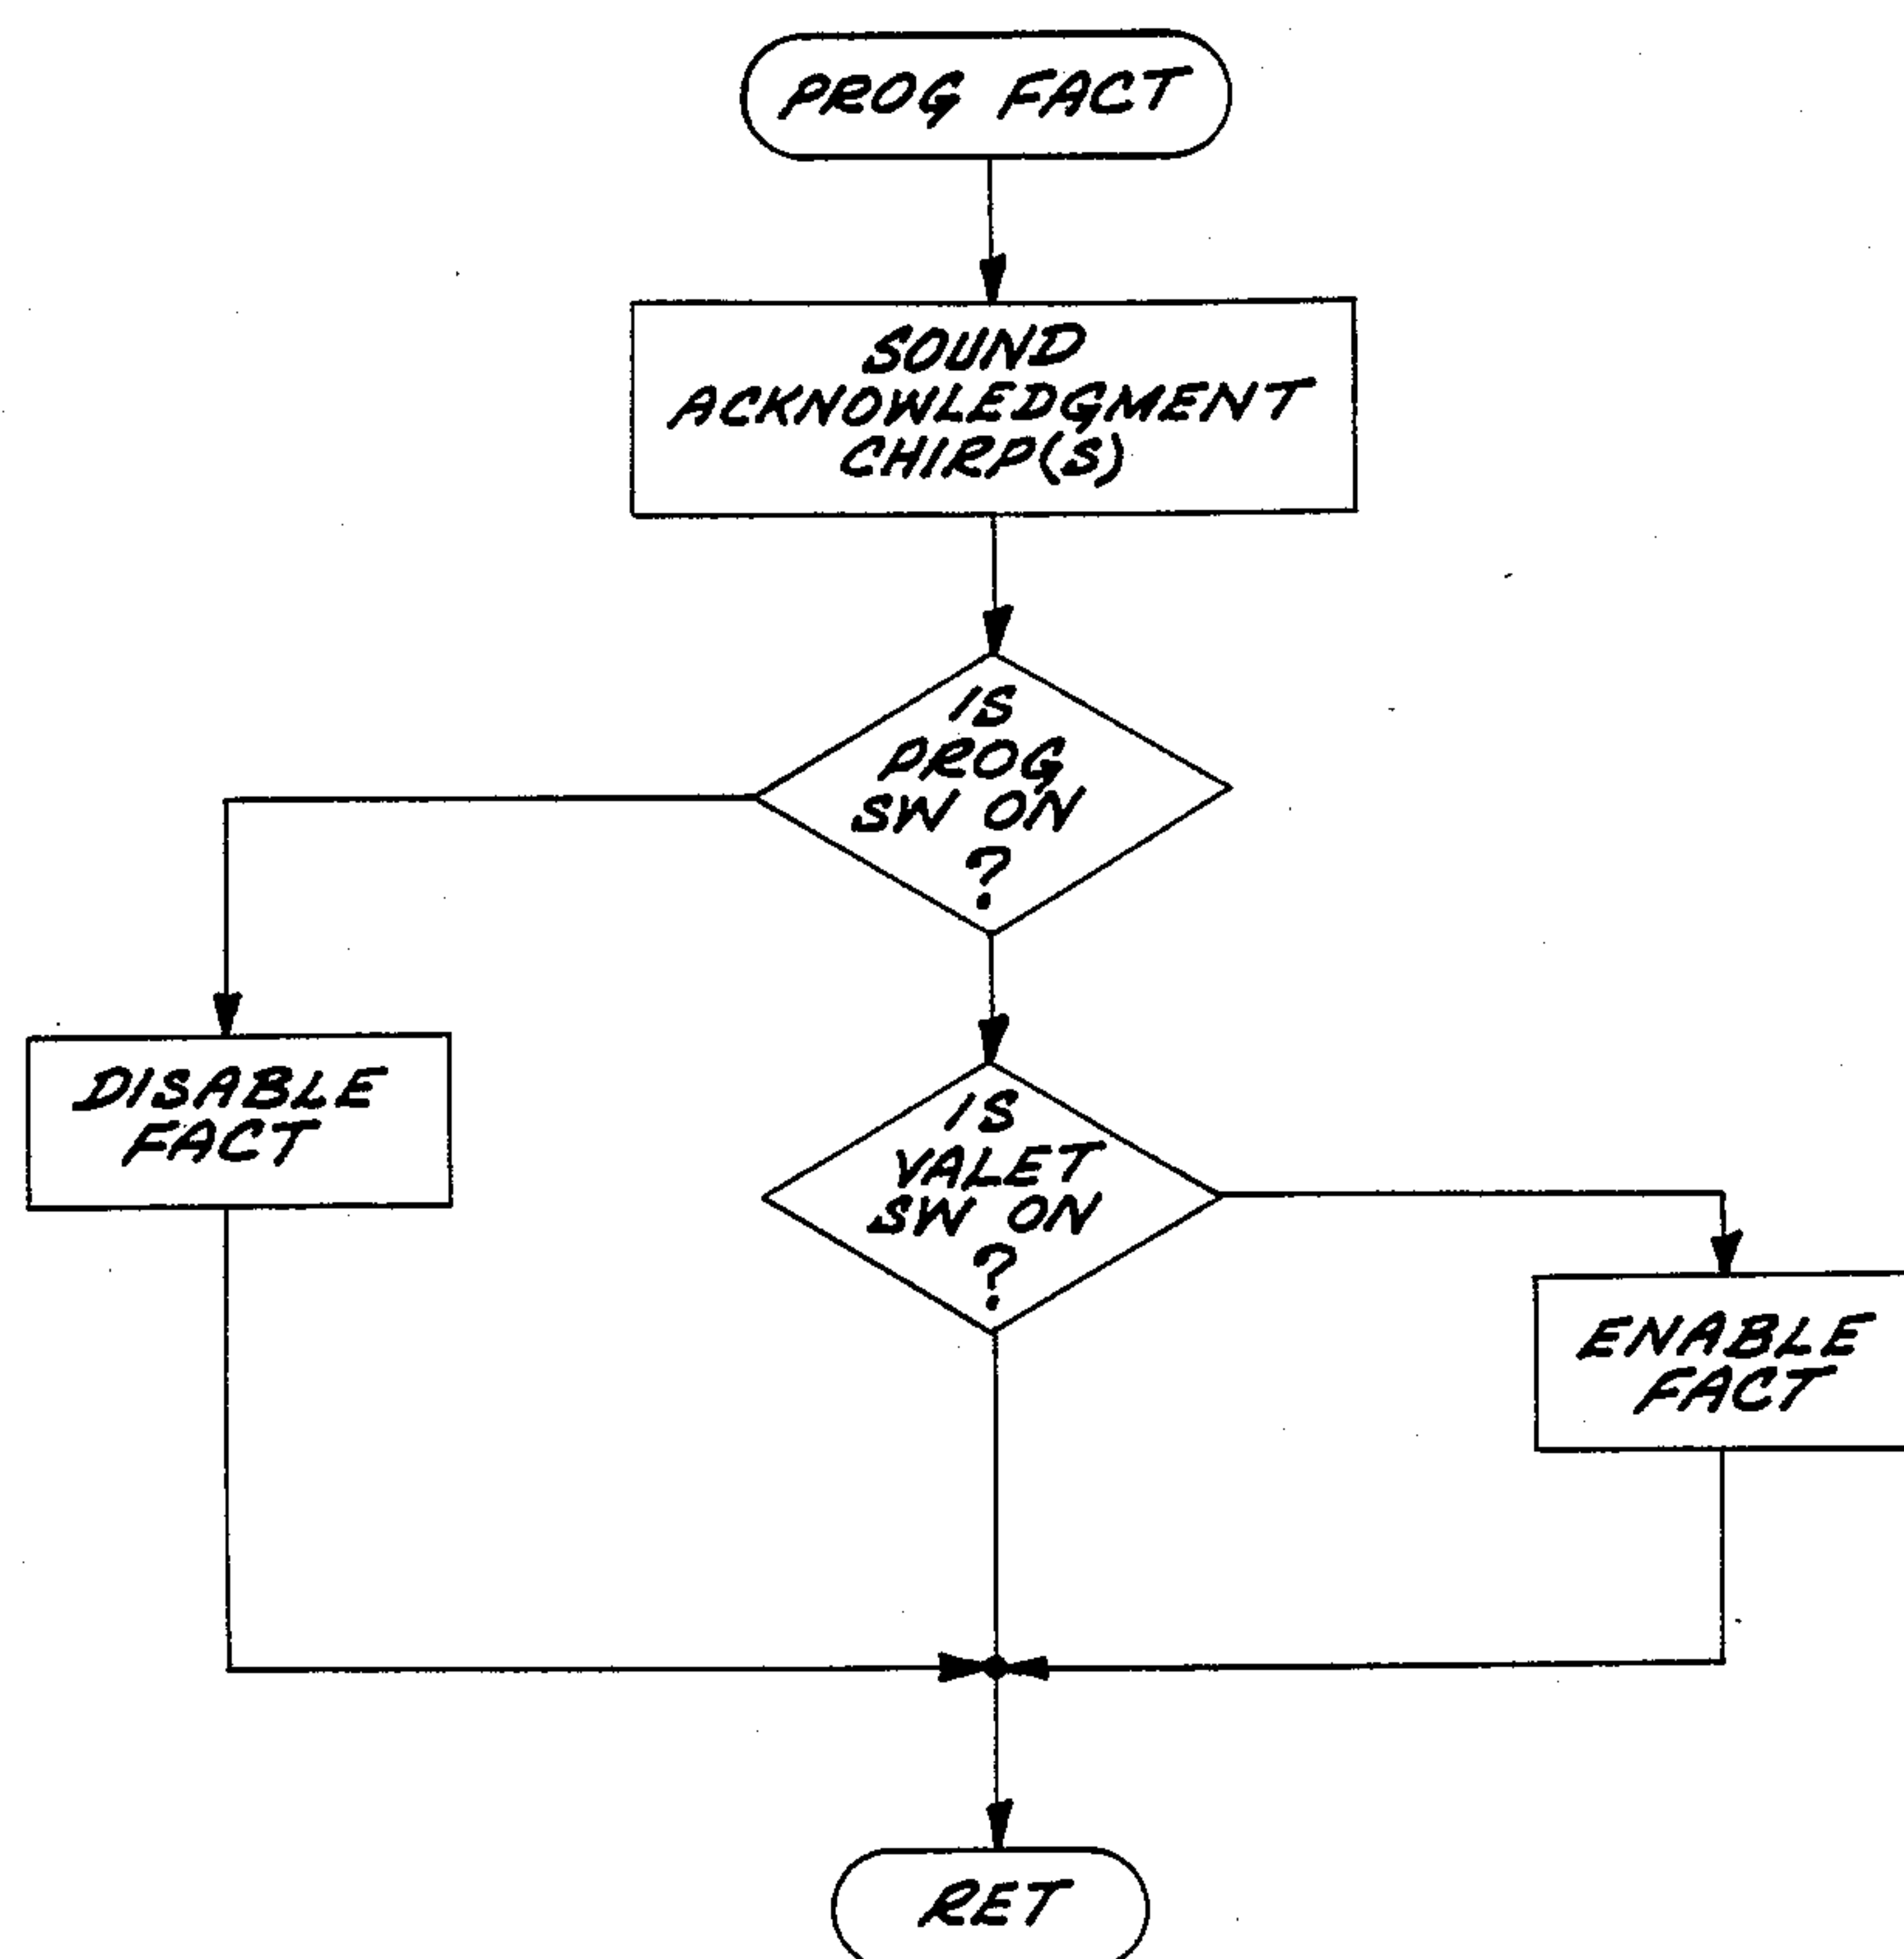 PROG FACT
SOUND
ACKNOWLEDGMENT
CHIRP(S)
IS
PROG
SW ON
?
DISABLE
FACT
IS
VALET
SW ON
?
ENABLE
FACT
RET